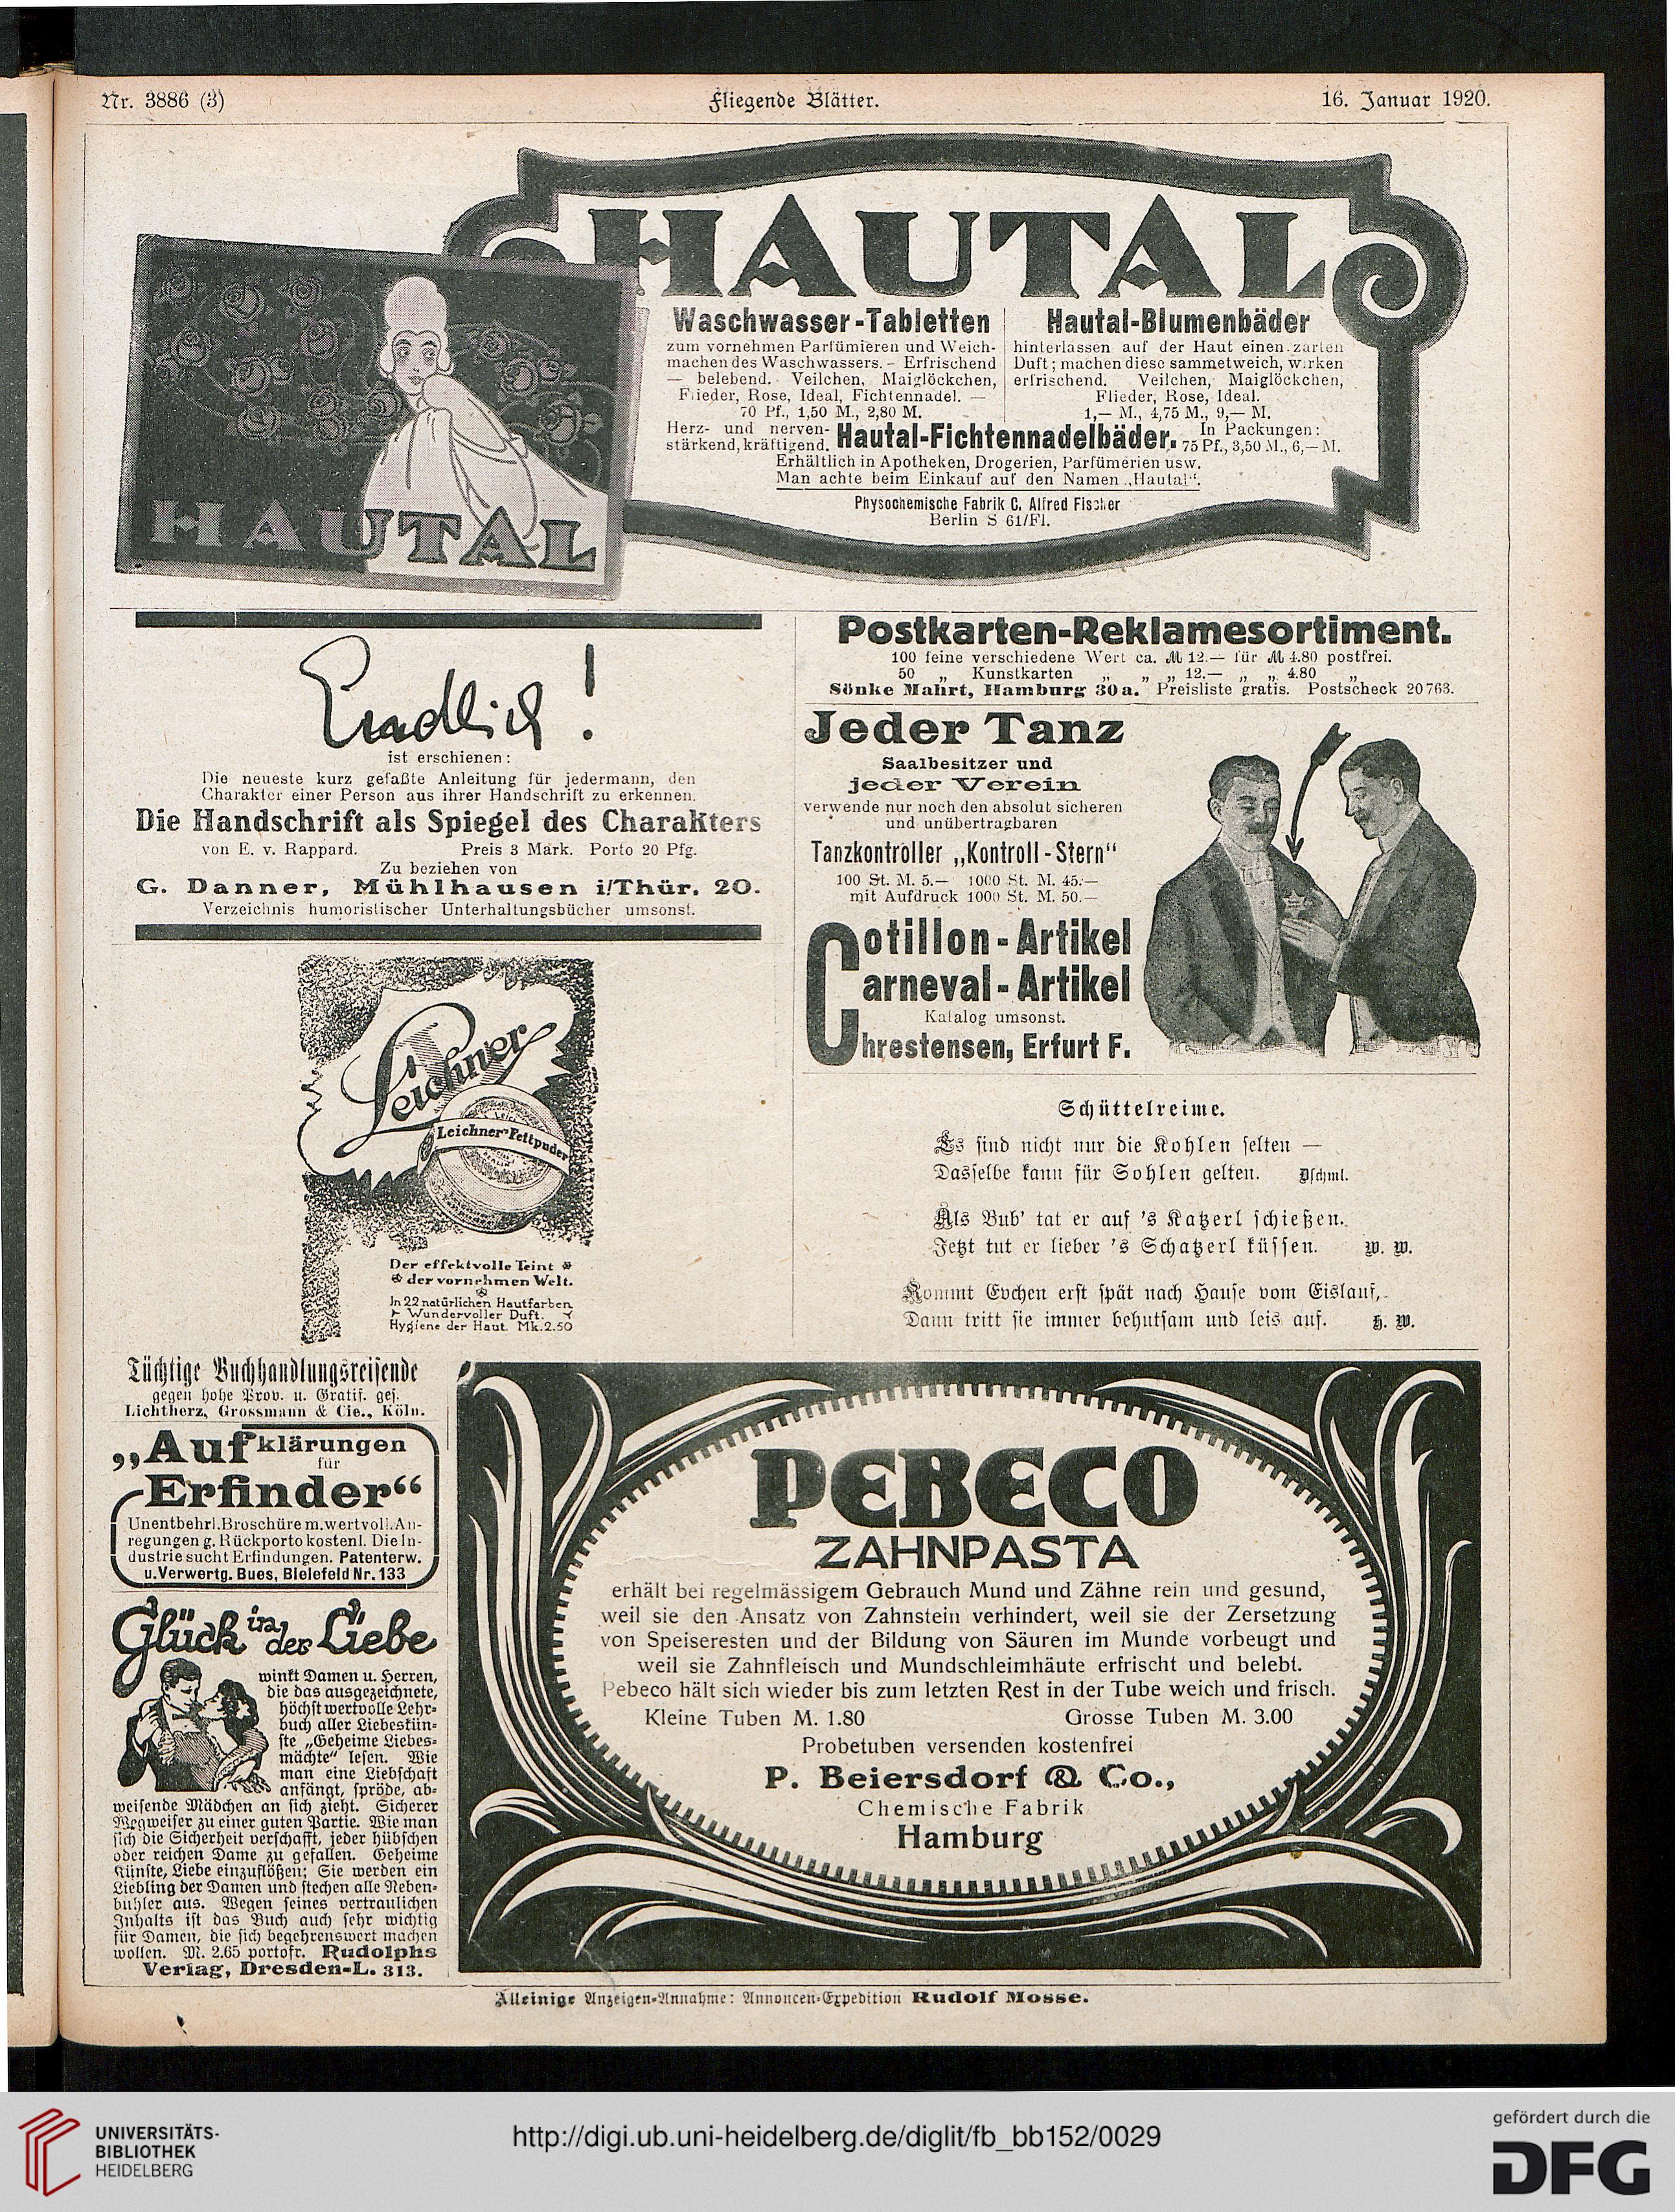 Nr. 3886 (3)
Fliegende Blätter.
16. Januar 1920.
HAUTAL
HAUTAL
Waschwasser-Tabletten
zum vornehmen Parfümieren und Weich-
machen des Waschwassers. – Erfrischend
— belebend. Veilchen, Maiglöckchen,
Flieder, Rose, Ideal, Fichtennadel. —
70 Pf., 1,50 M., 2,80 M.
Hautal-Blumenbäder
hinterlassen auf der Haut einen zarten
Duft; machen diese sammetweich, wirken
erfrischend. Veilchen, Maiglöckchen,
Flieder, Rose, Ideal.
1,— M., 4,75 M., 9,— M.
Herz- und nerven-
stärkend, kräftigend. Hautal-Fichtennadelbäder. In Packungen:
75 Pf., 3,50 M., 6,— M.
Erhältlich in Apotheken, Drogerien, Parfümerien usw.
Man achte beim Einkauf auf den Namen „Hautal“.
Physochemische Fabrik C. Alfred Fischer
Berlin S 61/Fl.
Endlich!
ist erschienen:
Die neueste kurz gefaßte Anleitung für jedermann, den
Charakter einer Person aus ihrer Handschrift zu erkennen.
Die Handschrift als Spiegel des Charakters
von E. v. Rappard. Preis 3 Mark. Porto 20 Pfg.
Zu beziehen von
G. Danner, Mühlhausen i/Thür. 20.
Verzeichnis humoristischer Unterhaltungsbücher umsonst.
Postkarten-Reklamesortiment.
100 feine verschiedene Wert ca. ℳ 12.— für ℳ 4.80 postfrei.
50 „ Kunstkarten „ „ „ 12.— „ „ 4.80 „
Sönke Mahrt, Hamburg 30a. Preisliste gratis. Postscheck 20763.
Jeder Tanz
Saalbesitzer und
jeder Verein
verwende nur noch den absolut sicheren
und unübertragbaren
Tanzkontroller „Kontroll-Stern“
100 St. M. 5.— 1000 St. M. 45.—
mit Aufdruck 1000 St. M. 50.—
Cotillon-Artikel
Carneval-Artikel
Katalog umsonst.
Chrestensen, Erfurt F.
Leichner
Leichner's Fettpuder
Der effektvolle Teint
der vornehmen Welt.
In 22 natürlichen Hautfarben
Wundervoller Duft.
Hygiene der Haut. Mk. 2.50
Schüttelreime.
Es sind nicht nur die Kohlen selten —
Dasselbe kann für Sohlen gelten. Dschml.
Als Bub' tat er auf 's Katzerl schießen.
Jetzt tut er lieber 's Schatzerl küssen. W. W.
Kommt Evchen erst spät nach Hause vom Eislauf,
Dann tritt sie immer behutsam und leis auf. H. W.
Tüchtige Buchhandlungsreisende
gegen hohe Prov. u. Gratif. ges.
Lichtherz, Grossmann & Cie., Köln.
„Aufklärungen
für
Erfinder“
Unentbehrl. Broschüre m. wertvoll. An-
regungen g. Rückporto kostenl. Die In-
dustrie sucht Erfindungen. Patenterw.
u. Verwertg. Bues, Bielefeld Nr. 133
Glück in der Liebe
winkt Damen u. Herren,
die das ausgezeichnete,
höchst wertvolle Lehr-
buch aller Liebeskün-
ste „Geheime Liebes-
mächte“ lesen. Wie
man eine Liebschaft
anfängt, spröde, ab-
weisende Mädchen an sich zieht. Sicherer
Wegweiser zu einer guten Partie. Wie man
sich die Sicherheit verschafft, jeder hübschen
oder reichen Dame zu gefallen. Geheime
Künste, Liebe einzuflößen; Sie werden ein
Liebling der Damen und stechen alle Neben-
buhler aus. Wegen seines vertraulichen
Inhalts ist das Buch auch sehr wichtig
für Damen, die sich begehrenswert machen
wollen. M. 2.65 portofr. Rudolphs
Verlag, Dresden-L. 313.
PEBECO
ZAHNPASTA
erhält bei regelmässigem Gebrauch Mund und Zähne rein und gesund,
weil sie den Ansatz von Zahnstein verhindert, weil sie der Zersetzung
von Speiseresten und der Bildung von Säuren im Munde vorbeugt und
weil sie Zahnfleisch und Mundschleimhäute erfrischt und belebt.
Pebeco hält sich wieder bis zum letzten Rest in der Tube weich und frisch.
Kleine Tuben M. 1.80 Grosse Tuben M. 3.00
Probetuben versenden kostenfrei
P. Beiersdorf & Co.,
Chemische Fabrik
Hamburg
Alleinige Anzeigen-Annahme: Annoncen-Expedition Rudolf Mosse.
UNIVERSITÄTS-
BIBLIOTHEK
HEIDELBERG
http://digi.ub.uni-heidelberg.de/diglit/fb_bb152/0029
gefördert durch die
DFG